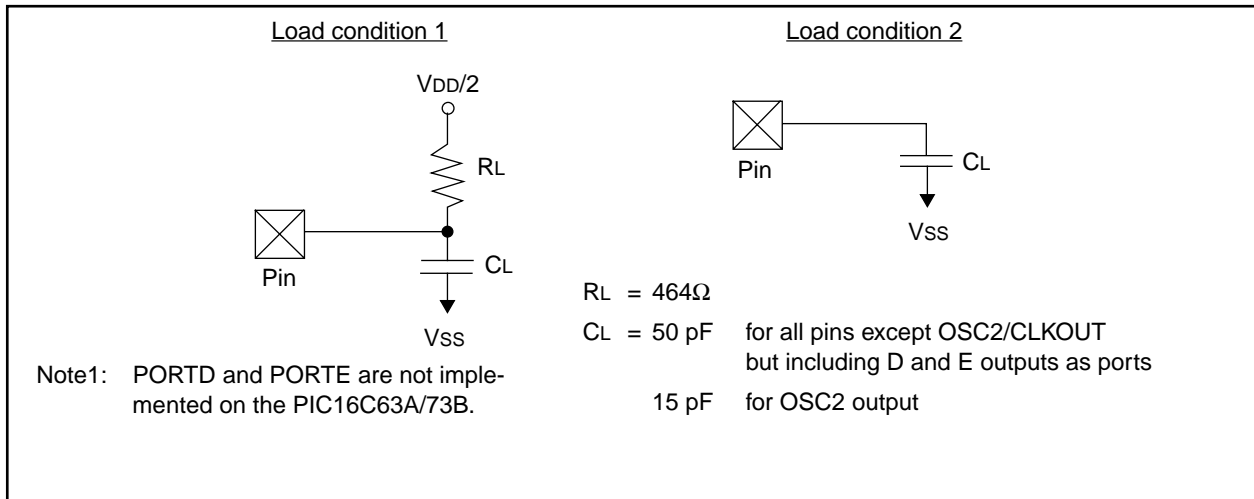 Load condition 1
VDD/2
RL
Pin
CL
VSS
Load condition 2
Pin
CL
VSS
RL = 464Ω
CL = 50 pF for all pins except OSC2/CLKOUT
but including D and E outputs as ports
15 pF for OSC2 output
Note1: PORTD and PORTE are not imple-
mented on the PIC16C63A/73B.